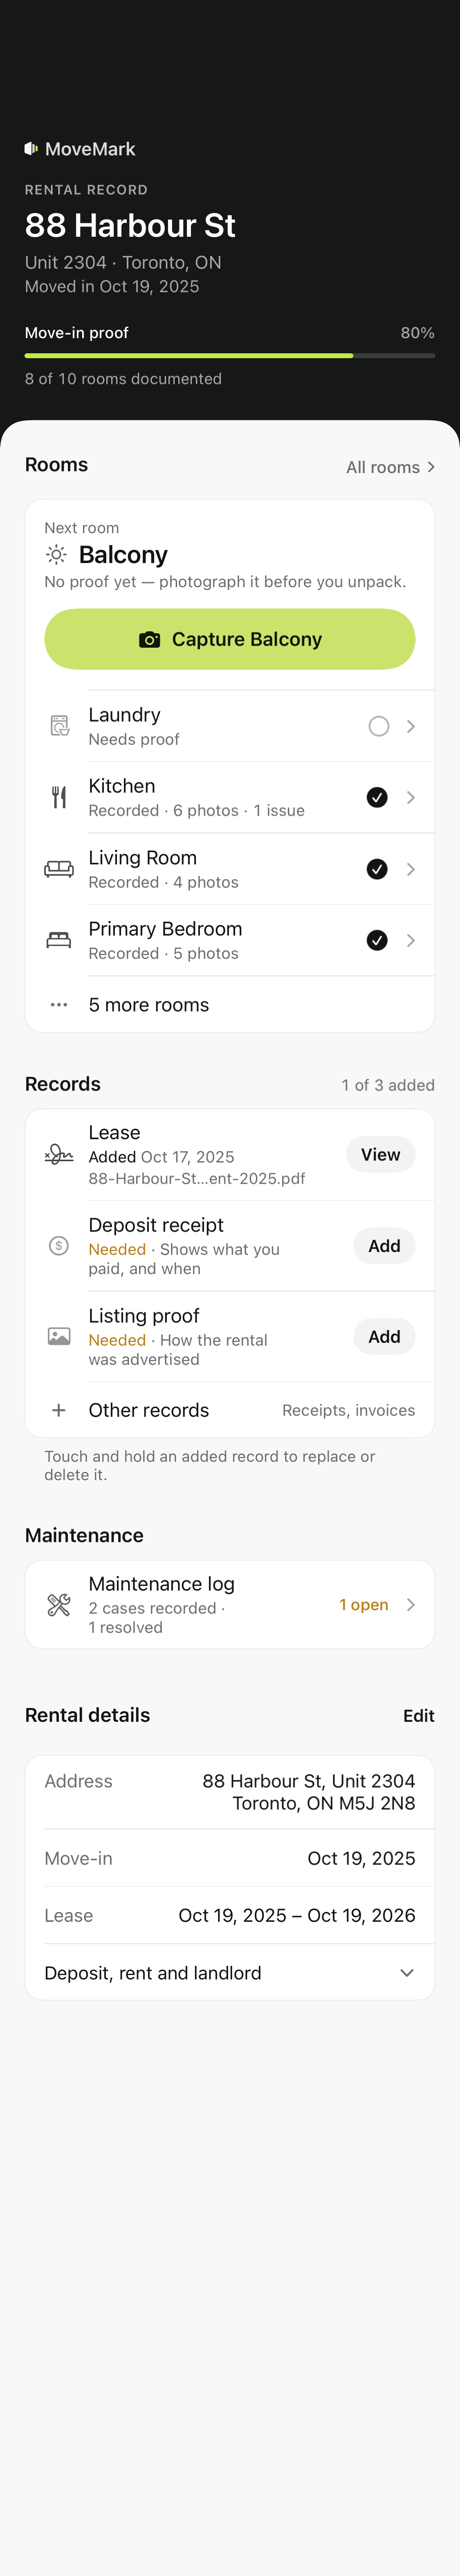 MoveMark
RENTAL RECORD
88 Harbour St
Unit 2304 · Toronto, ON
Moved in Oct 19, 2025
Move-in proof 80%
8 of 10 rooms documented
Rooms All rooms
Next room
Balcony
No proof yet — photograph it before you unpack.
Capture Balcony
Laundry
Needs proof
Kitchen
Recorded · 6 photos · 1 issue
Living Room
Recorded · 4 photos
Primary Bedroom
Recorded · 5 photos
5 more rooms
Records 1 of 3 added
Lease
Added Oct 17, 2025
88-Harbour-St...ent-2025.pdf
View
Deposit receipt
Needed · Shows what you
paid, and when
Add
Listing proof
Needed · How the rental
was advertised
Add
Other records Receipts, invoices
Touch and hold an added record to replace or
delete it.
Maintenance
Maintenance log
2 cases recorded ·
1 resolved
1 open
Rental details Edit
Address 88 Harbour St, Unit 2304
Toronto, ON M5J 2N8
Move-in Oct 19, 2025
Lease Oct 19, 2025 – Oct 19, 2026
Deposit, rent and landlord